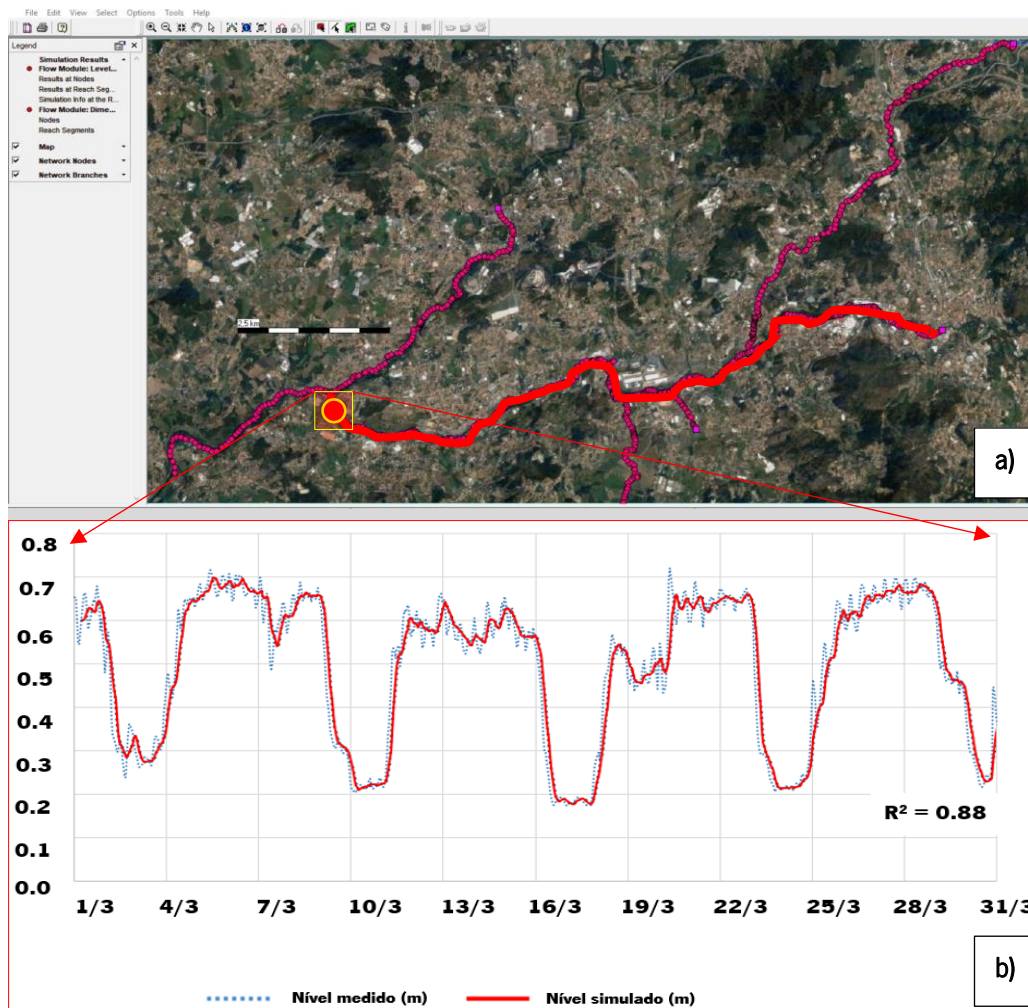 File Edit View Select Options Tools Help
Legend
Simulation Results
Flow Module: Level...
Results at Nodes
Results at Reach Seg...
Simulation Info at the R...
Flow Module: Dime...
Nodes
Reach Segments
Map
Network Nodes
Network Branches
2,5 km
a)
0.8
0.7
0.6
0.5
0.4
0.3
0.2
0.1
0.0
R² = 0.88
1/3 4/3 7/3 10/3 13/3 16/3 19/3 22/3 25/3 28/3 31/3
b)
Nível medido (m) Nível simulado (m)